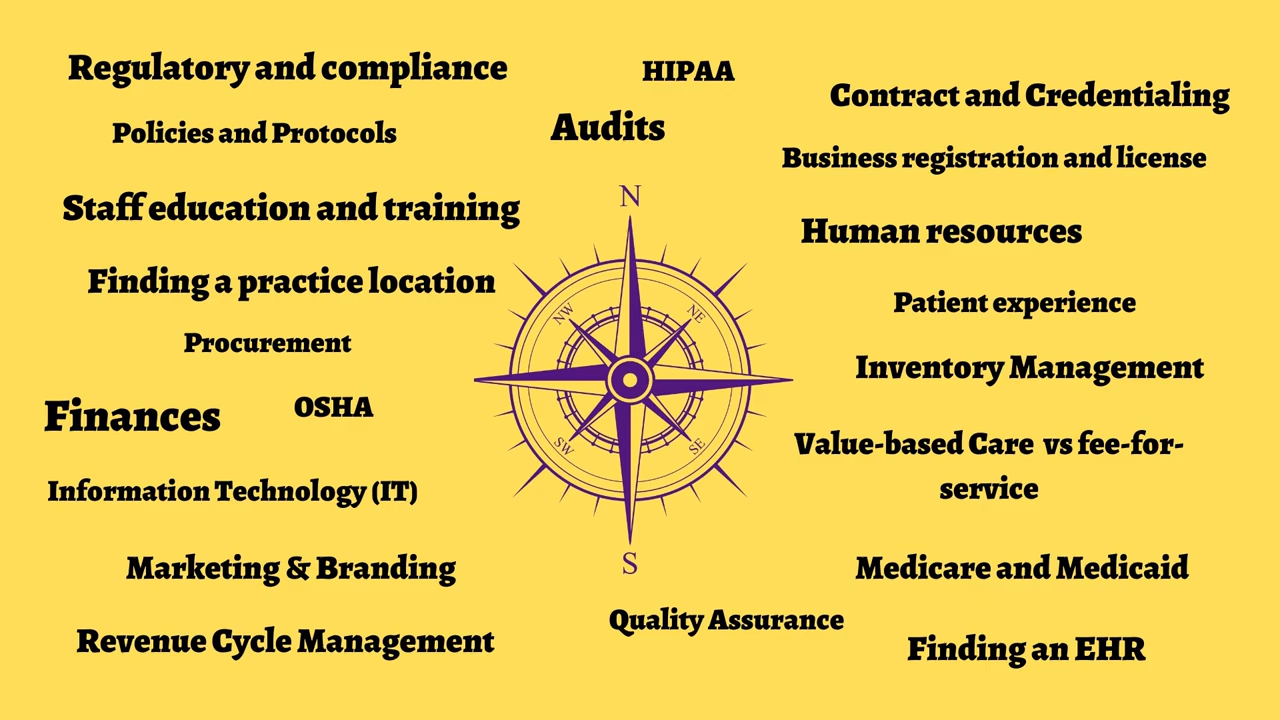 Regulatory and compliance
HIPAA
Contract and Credentialing
Audits
Policies and Protocols
Business registration and license
N
Staff education and training
Human resources
Finding a practice location
Patient experience
NW
NE
Procurement
Inventory Management
Finances
OSHA
SW
SE
Value-based Care vs fee-for-
service
Information Technology (IT)
S
Marketing & Branding
Medicare and Medicaid
Quality Assurance
Revenue Cycle Management
Finding an EHR